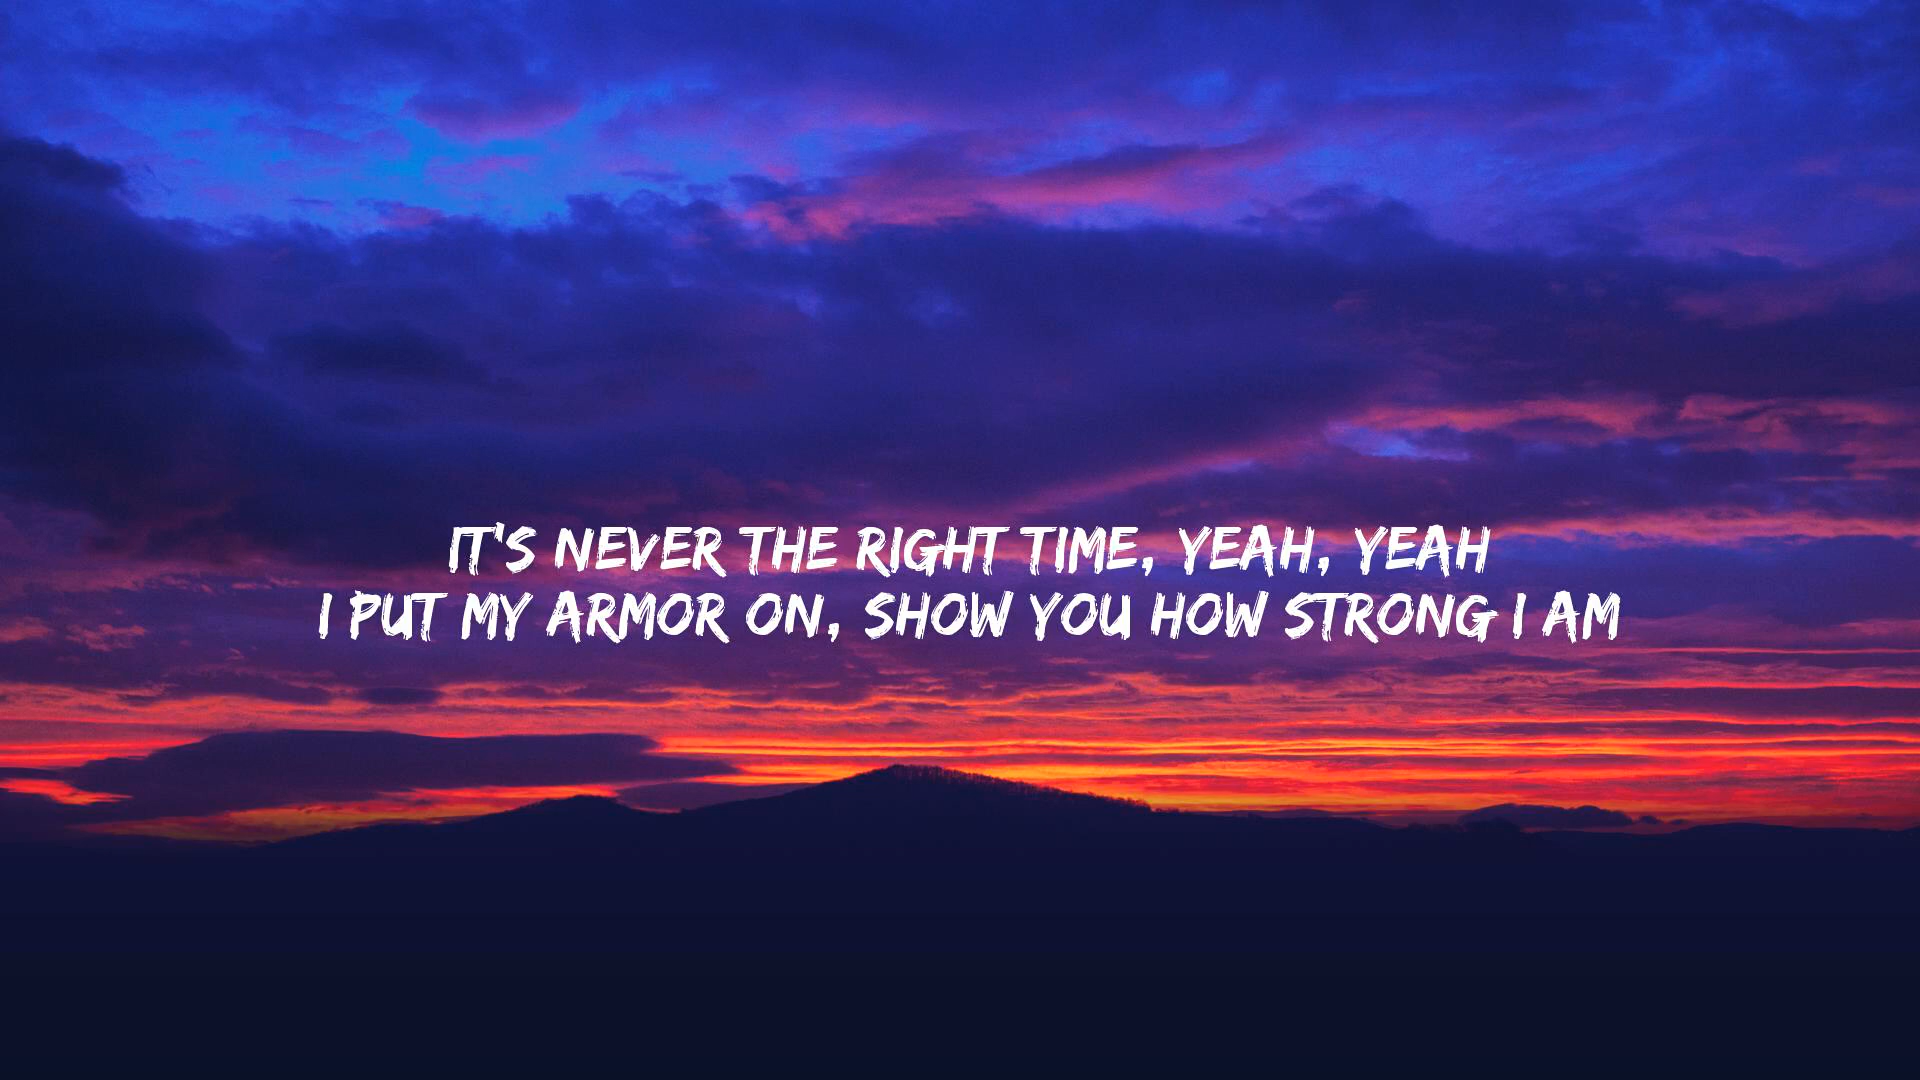 IT'S NEVER THE RIGHT TIME, YEAH, YEAH
I PUT MY ARMOR ON, SHOW YOU HOW STRONG I AM